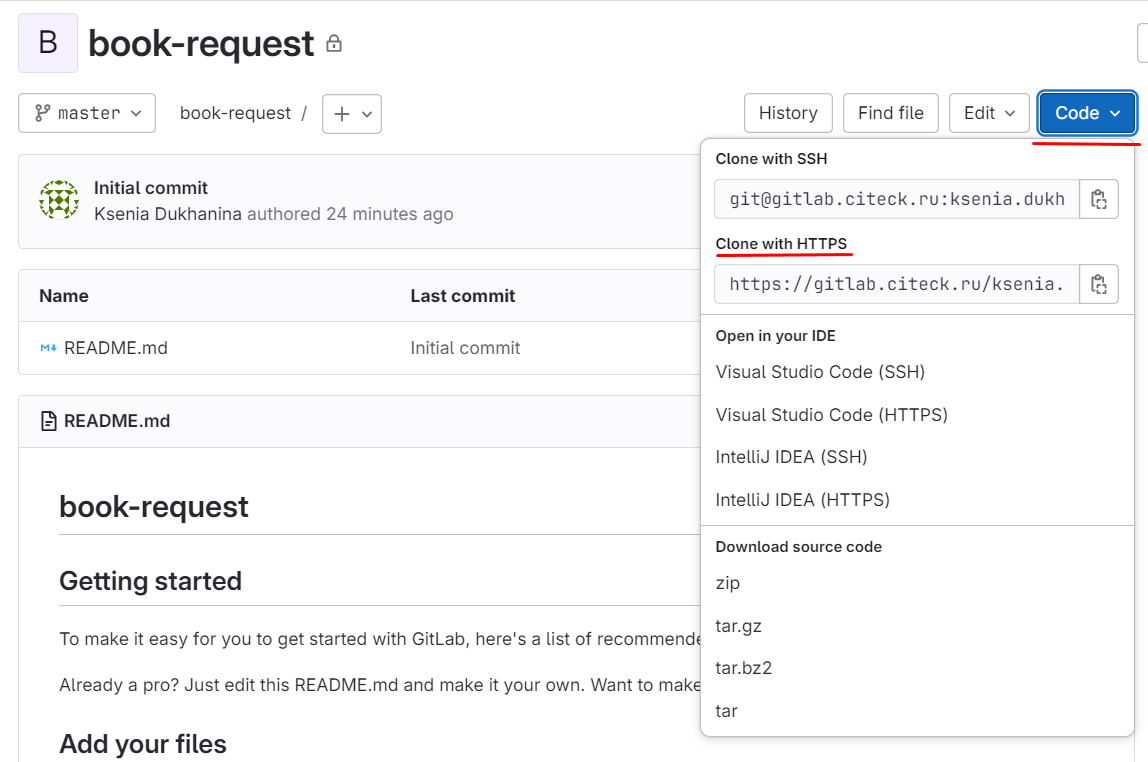 B book-request
master book-request / + History Find file Edit Code
Initial commit
Ksenia Dukhanina authored 24 minutes ago
Name Last commit
README.md Initial commit
README.md
book-request
Getting started
To make it easy for you to get started with GitLab, here's a list of
Already a pro? Just edit this README.md and make it your own. Want to make
Add your files
Clone with SSH
git@gitlab.citeck.ru:ksenia.dukh
Clone with HTTPS
https://gitlab.citeck.ru/ksenia.
Open in your IDE
Visual Studio Code (SSH)
Visual Studio Code (HTTPS)
IntelliJ IDEA (SSH)
IntelliJ IDEA (HTTPS)
Download source code
zip
tar.gz
tar.bz2
tar